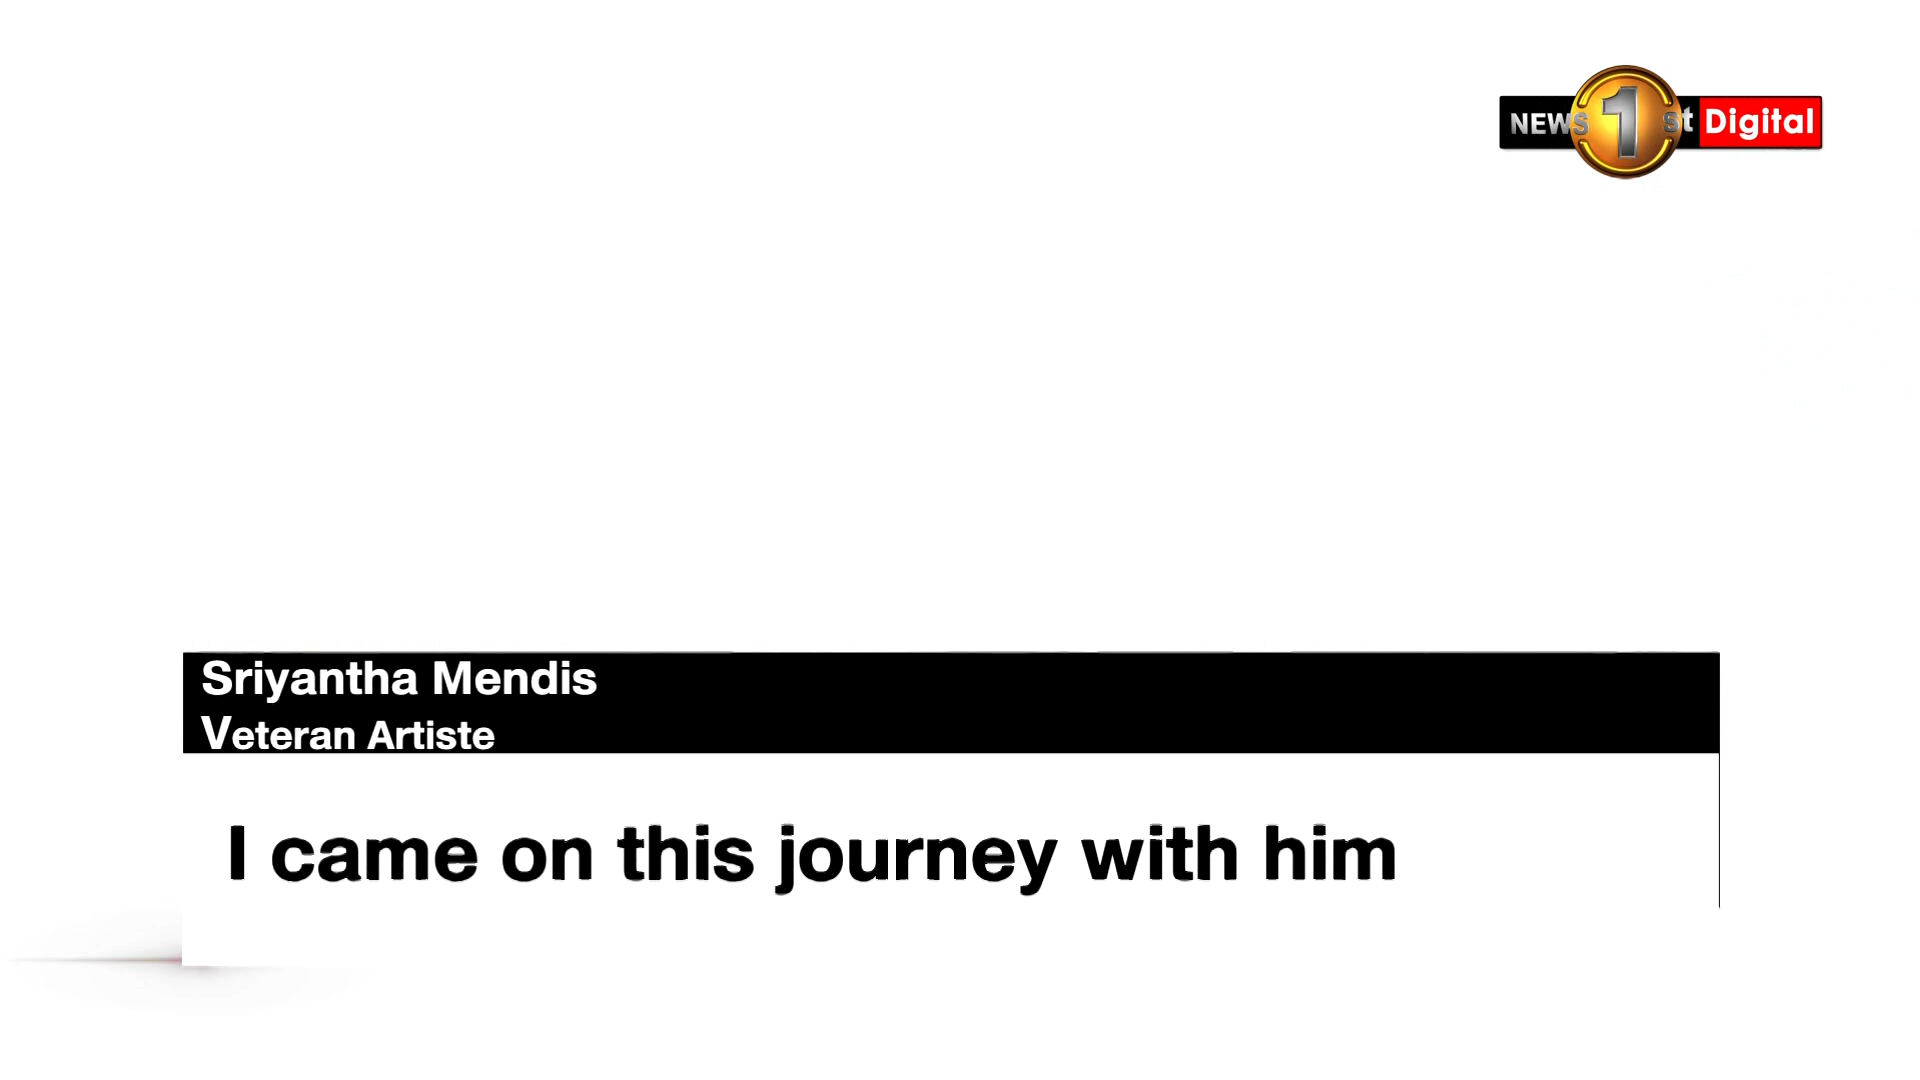 NEWS 1st Digital
Sriyantha Mendis
Veteran Artiste
I came on this journey with him